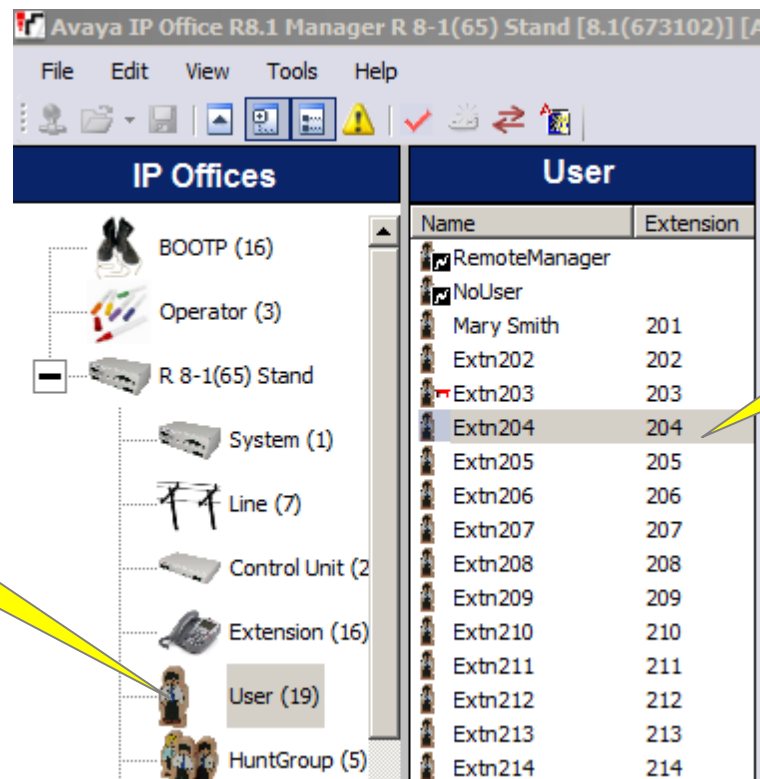 Avaya IP Office R8.1 Manager R 8-1(65) Stand [8.1(673102)] [A
File Edit View Tools Help
IP Offices
BOOTP (16)
Operator (3)
R 8-1(65) Stand
System (1)
Line (7)
Control Unit (2
Extension (16)
User (19)
HuntGroup (5)
User
Name Extension
RemoteManager
NoUser
Mary Smith 201
Extn202 202
Extn203 203
Extn204 204
Extn205 205
Extn206 206
Extn207 207
Extn208 208
Extn209 209
Extn210 210
Extn211 211
Extn212 212
Extn213 213
Extn214 214